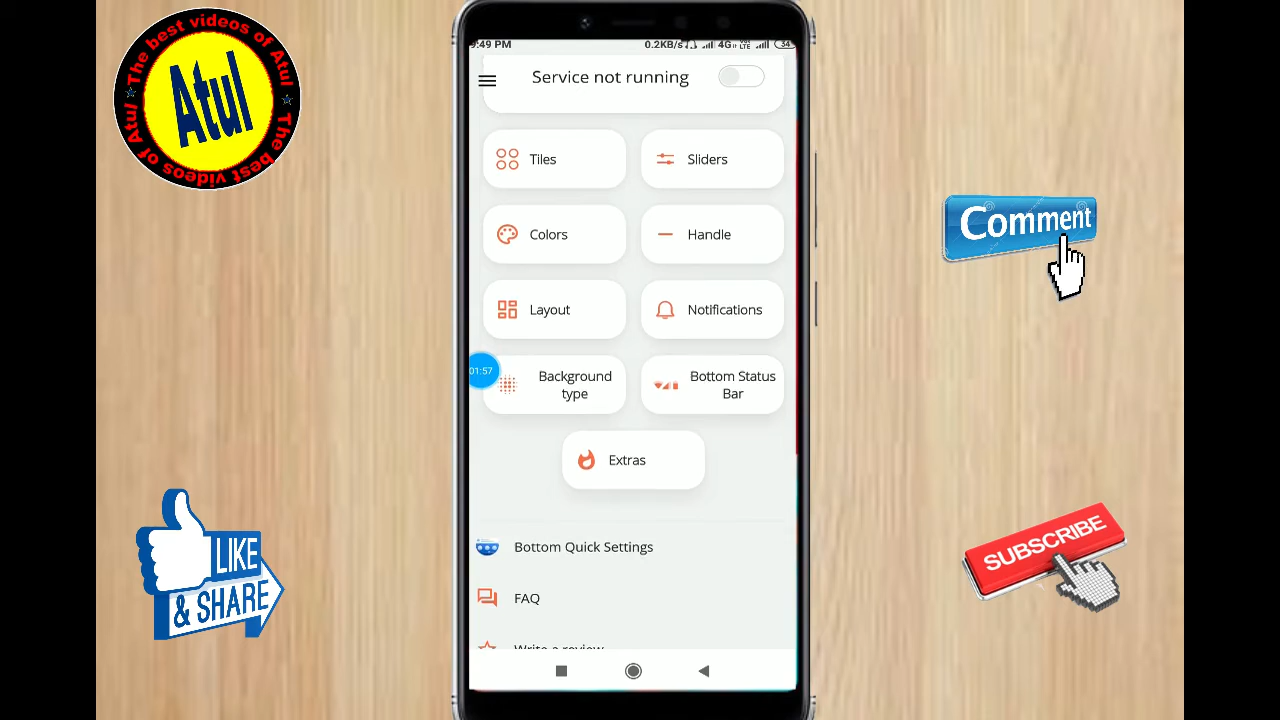 The best videos of Atul
Atul
The best videos of Atul
:49 PM
0.2KB/s
4G
VoLTE
34
Service not running
Tiles
Sliders
Colors
Handle
Layout
Notifications
01:57
Background
type
Bottom Status
Bar
Extras
Bottom Quick Settings
FAQ
Write a review
Comment
LIKE
& SHARE
SUBSCRIBE